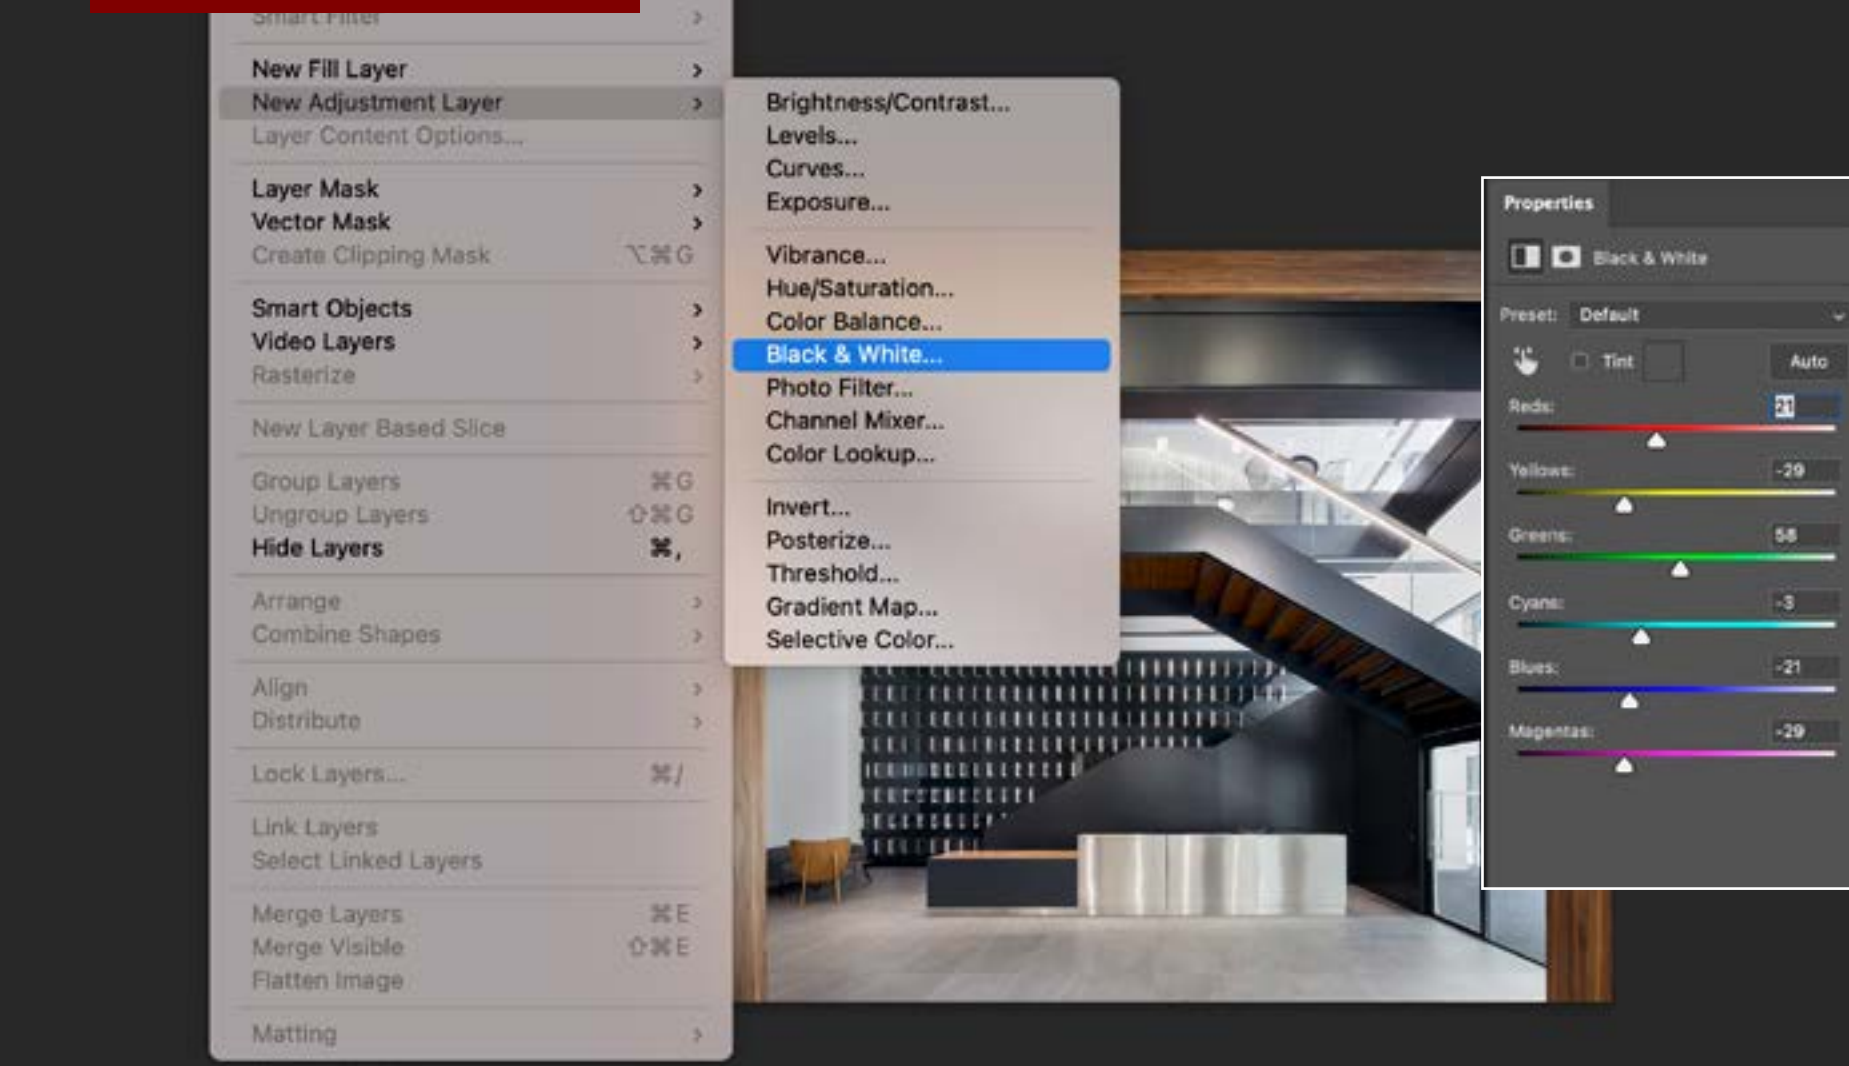 Smart Filter
New Fill Layer
New Adjustment Layer
Layer Content Options...
Layer Mask
Vector Mask
Create Clipping Mask ⌥⌘G
Smart Objects
Video Layers
Rasterize
New Layer Based Slice
Group Layers ⌘G
Ungroup Layers ⇧⌘G
Hide Layers ⌘,
Arrange
Combine Shapes
Align
Distribute
Lock Layers... ⌘/
Link Layers
Select Linked Layers
Merge Layers ⌘E
Merge Visible ⇧⌘E
Flatten Image
Matting
Brightness/Contrast...
Levels...
Curves...
Exposure...
Vibrance...
Hue/Saturation...
Color Balance...
Black & White...
Photo Filter...
Channel Mixer...
Color Lookup...
Invert...
Posterize...
Threshold...
Gradient Map...
Selective Color...
Properties
Black & White
Preset: Default
Tint Auto
Reds: 21
Yellows: -29
Greens: 58
Cyans: -3
Blues: -21
Magentas: -29